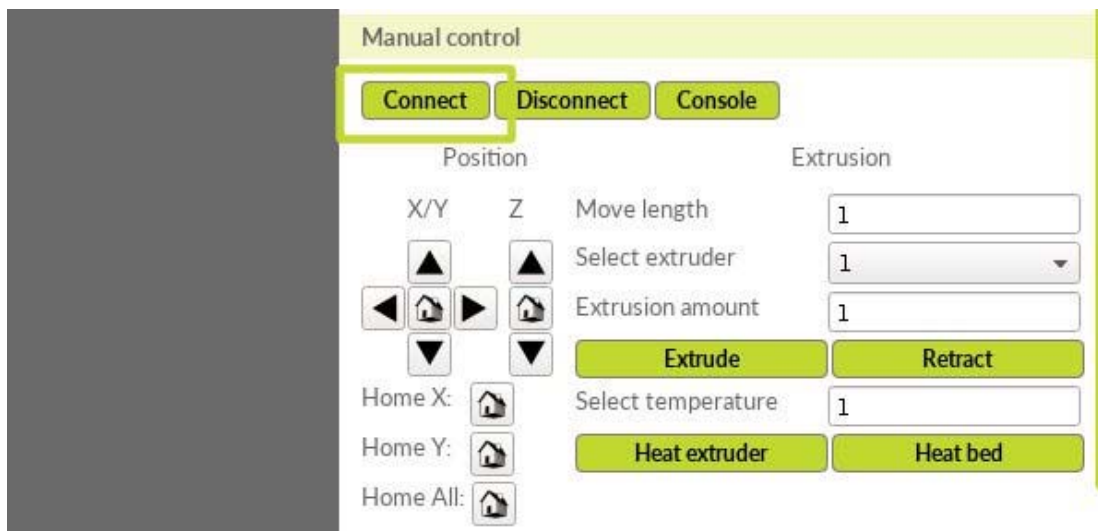 Manual control
Connect Disconnect Console
Position Extrusion
X/Y Z Move length 1
Select extruder 1
Extrusion amount 1
Extrude Retract
Home X: Select temperature 1
Home Y: Heat extruder Heat bed
Home All: